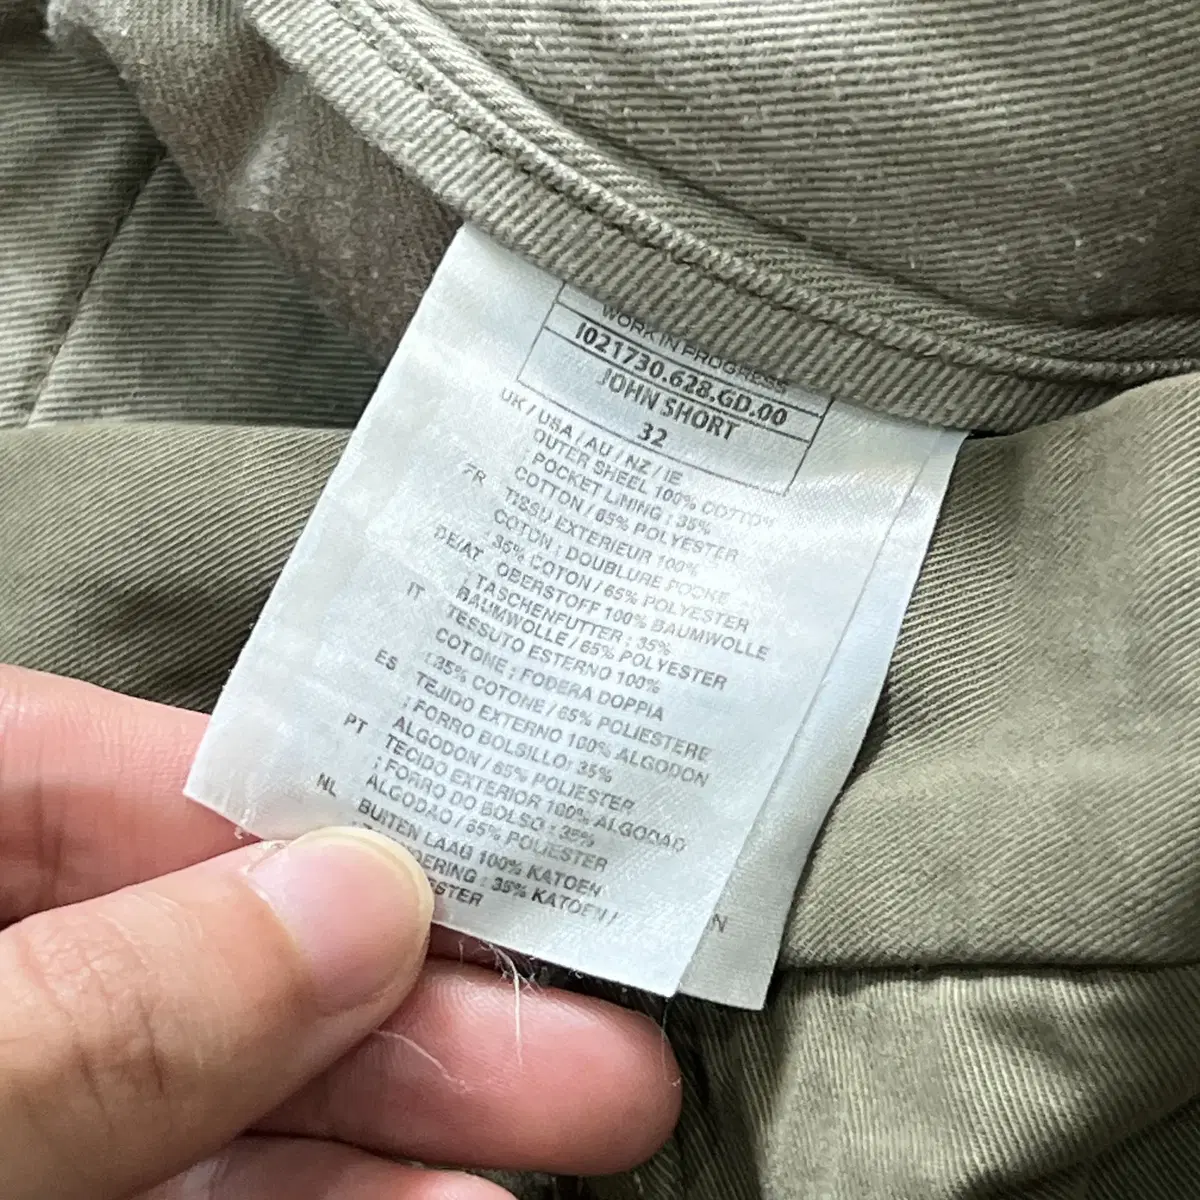 WORK IN PROGRESS
I021730.628.GD.00
JOHN SHORT
32
UK / USA / AU / NZ / IE
OUTER SHEEL 100% COTTON
POCKET LINING : 35%
COTTON / 65% POLYESTER
FR TISSU EXTERIEUR 100%
COTON ; DOUBLURE POCHE
: 35% COTON / 65% POLYESTER
DE/AT OBERSTOFF 100% BAUMWOLLE
; TASCHENFUTTER : 35%
BAUMWOLLE / 65% POLYESTER
IT TESSUTO ESTERNO 100%
COTONE ; FODERA DOPPIA
: 35% COTONE / 65% POLIESTERE
ES TEJIDO EXTERNO 100% ALGODON
; FORRO BOLSILLO: 35%
ALGODON / 65% POLIESTER
PT TECIDO EXTERIOR 100% ALGODAO
; FORRO DO BOLSO : 35%
ALGODAO / 65% POLIESTER
NL BUITEN LAAG 100% KATOEN
DERING : 35% KATOEN /
ESTER
N